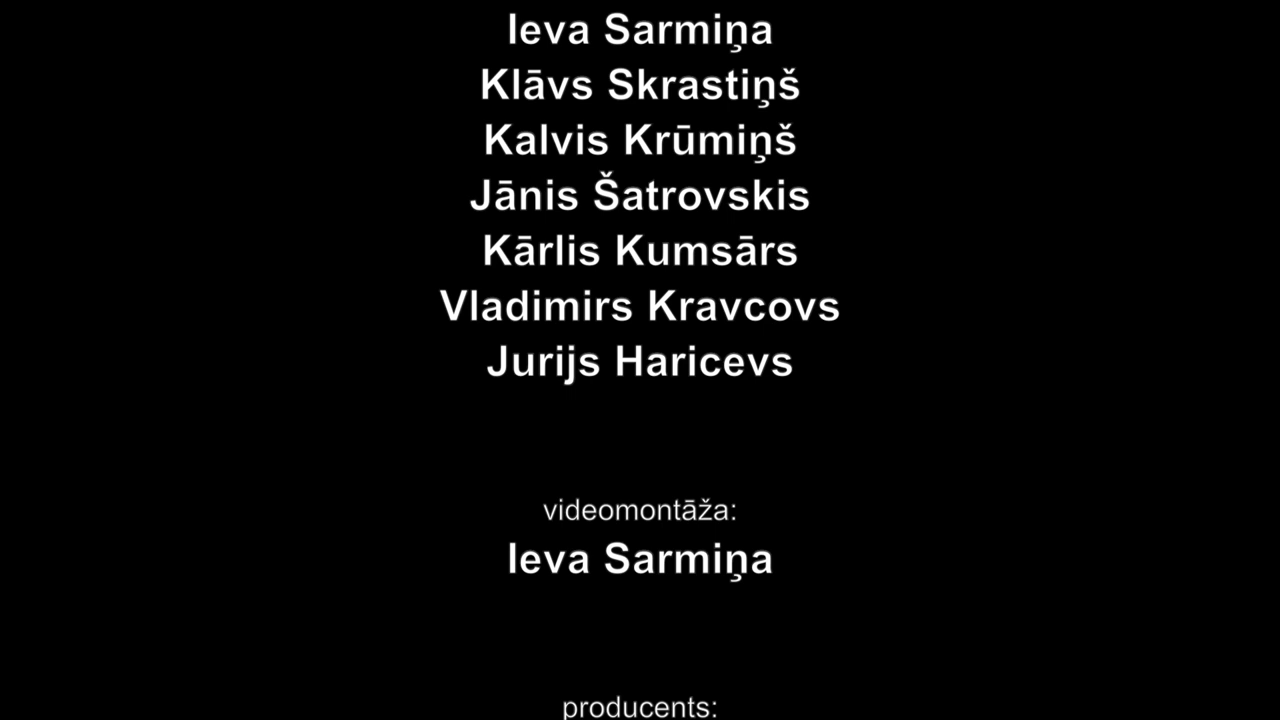 Ieva Sarmiņa
Klāvs Skrastiņš
Kalvis Krūmiņš
Jānis Šatrovskis
Kārlis Kumsārs
Vladimirs Kravcovs
Jurijs Haricevs
videomontāža:
Ieva Sarmiņa
producents: